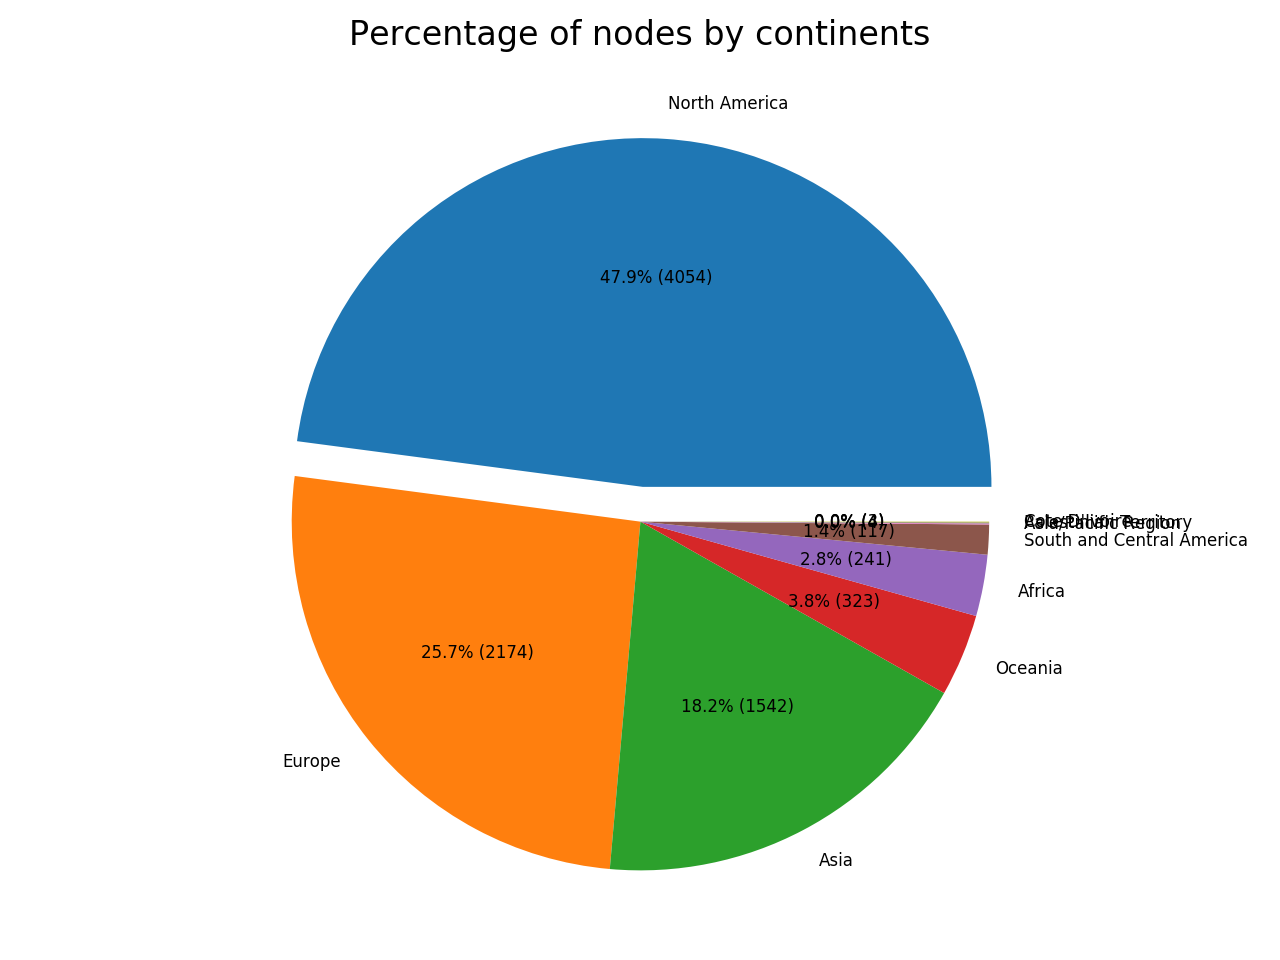 Percentage of nodes by continents
North America
47.9% (4054)
1.4% (117)
South and Central America
2.8% (241)
Africa
3.8% (323)
Oceania
25.7% (2174)
18.2% (1542)
Europe
Asia